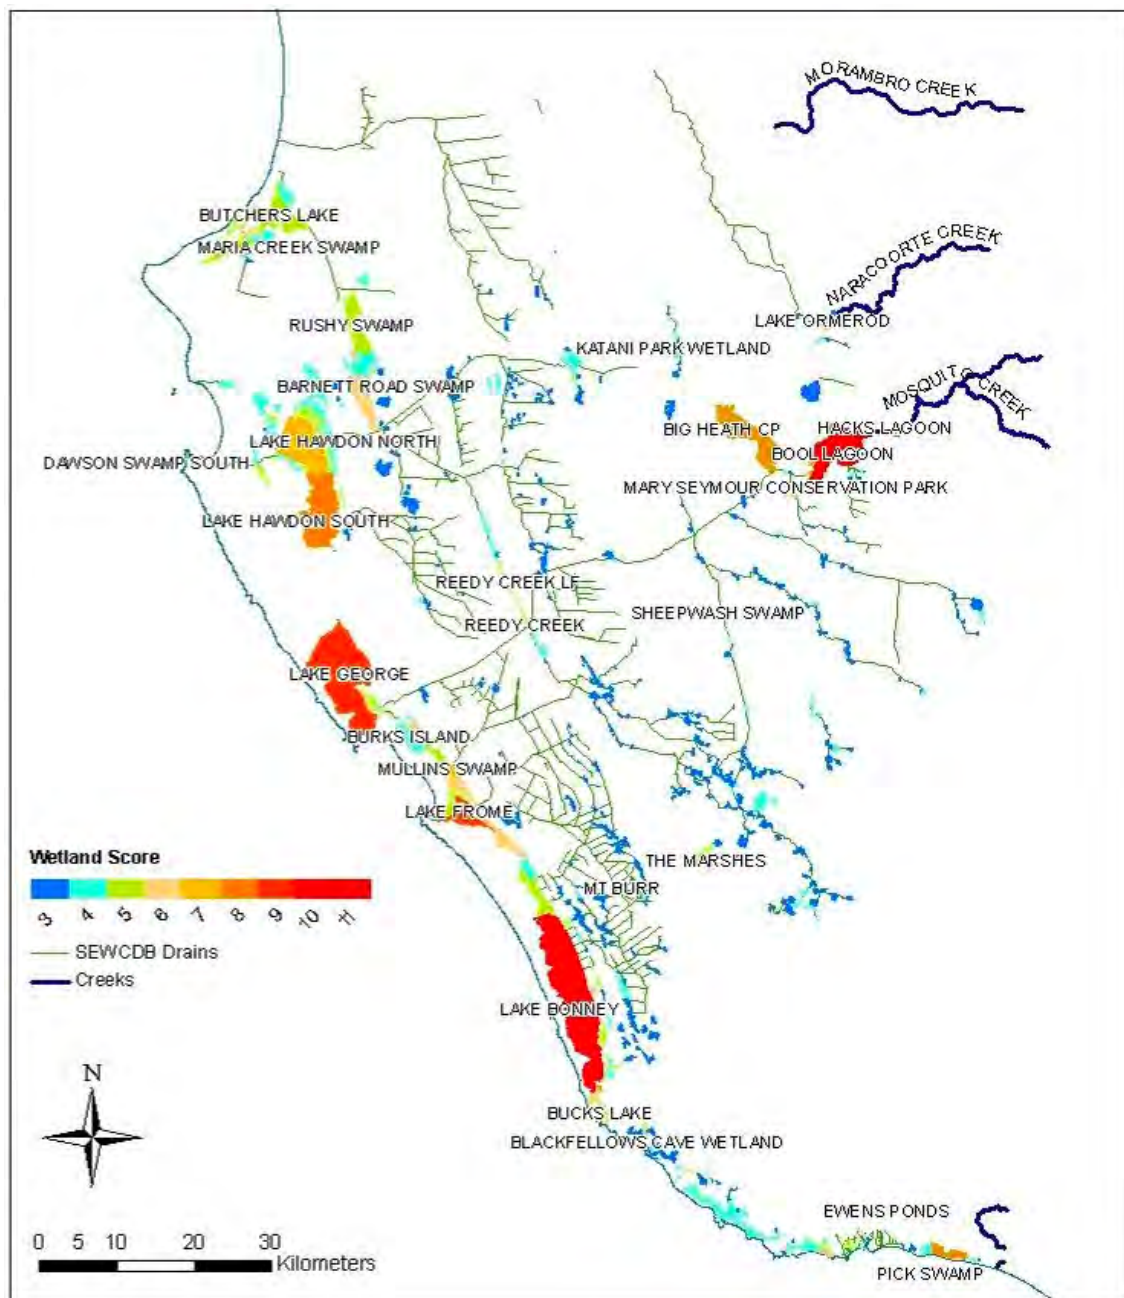 MORAMBRO CREEK
BUTCHERS LAKE
MARIA CREEK SWAMP
NARACOORTE CREEK
LAKE ORMEROD
RUSHY SWAMP
KATANI PARK WETLAND
BARNETT ROAD SWAMP
MOSQUITO CREEK
BIG HEATH CP
HACKS LAGOON
LAKE HAWDON NORTH
BOOL LAGOON
DAWSON SWAMP SOUTH
MARY SEYMOUR CONSERVATION PARK
LAKE HAWDON SOUTH
REEDY CREEK LF
SHEEPWASH SWAMP
REEDY CREEK
LAKE GEORGE
BURKS ISLAND
MULLINS SWAMP
LAKE FROME
Wetland Score
3 4 5 6 7 8 9 10 11
SEWCDB Drains
Creeks
THE MARSHES
MT BURR
LAKE BONNEY
BUCKS LAKE
BLACKFELLOWS CAVE WETLAND
EWENS PONDS
PICK SWAMP
N
0 5 10 20 30
Kilometers